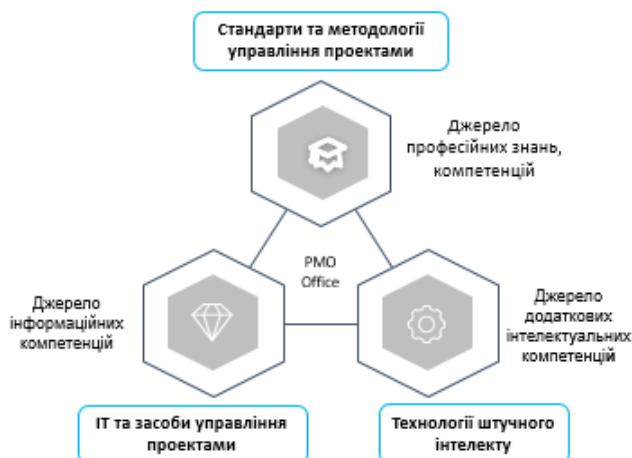 Стандарти та методології
управління проектами
Джерело
професійних знань,
компетенцій
PMO
Office
Джерело
інформаційних
компетенцій
Джерело
додаткових
інтелектуальних
компетенцій
ІТ та засоби управління
проектами
Технології штучного
інтелекту